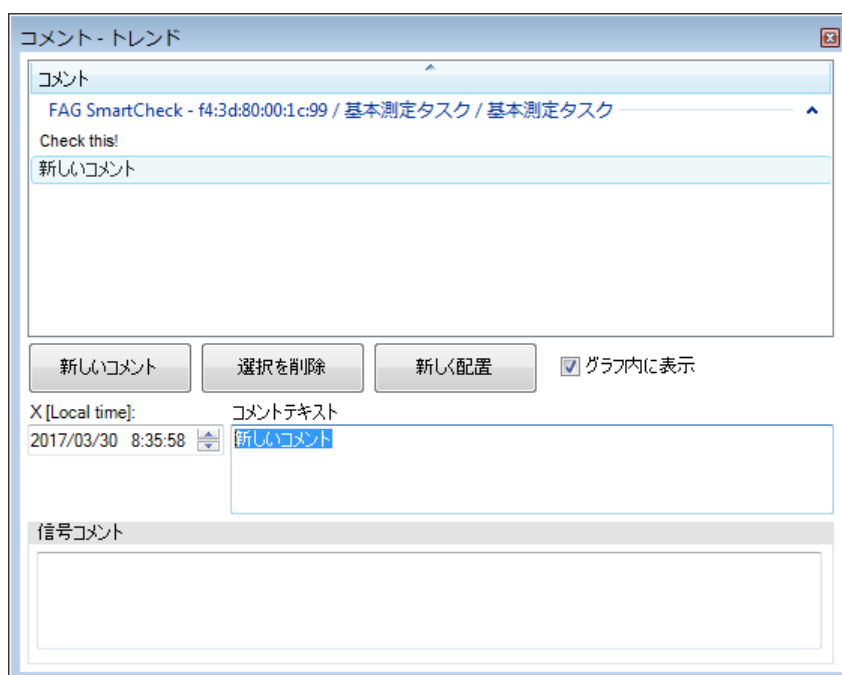 コメント - トレンド
コメント
FAG SmartCheck - f4:3d:80:00:1c:99 / 基本測定タスク / 基本測定タスク
Check this!
新しいコメント
新しいコメント 選択を削除 新しく配置 グラフ内に表示
X [Local time]: コメントテキスト
2017/03/30 8:35:58 新しいコメント
信号コメント